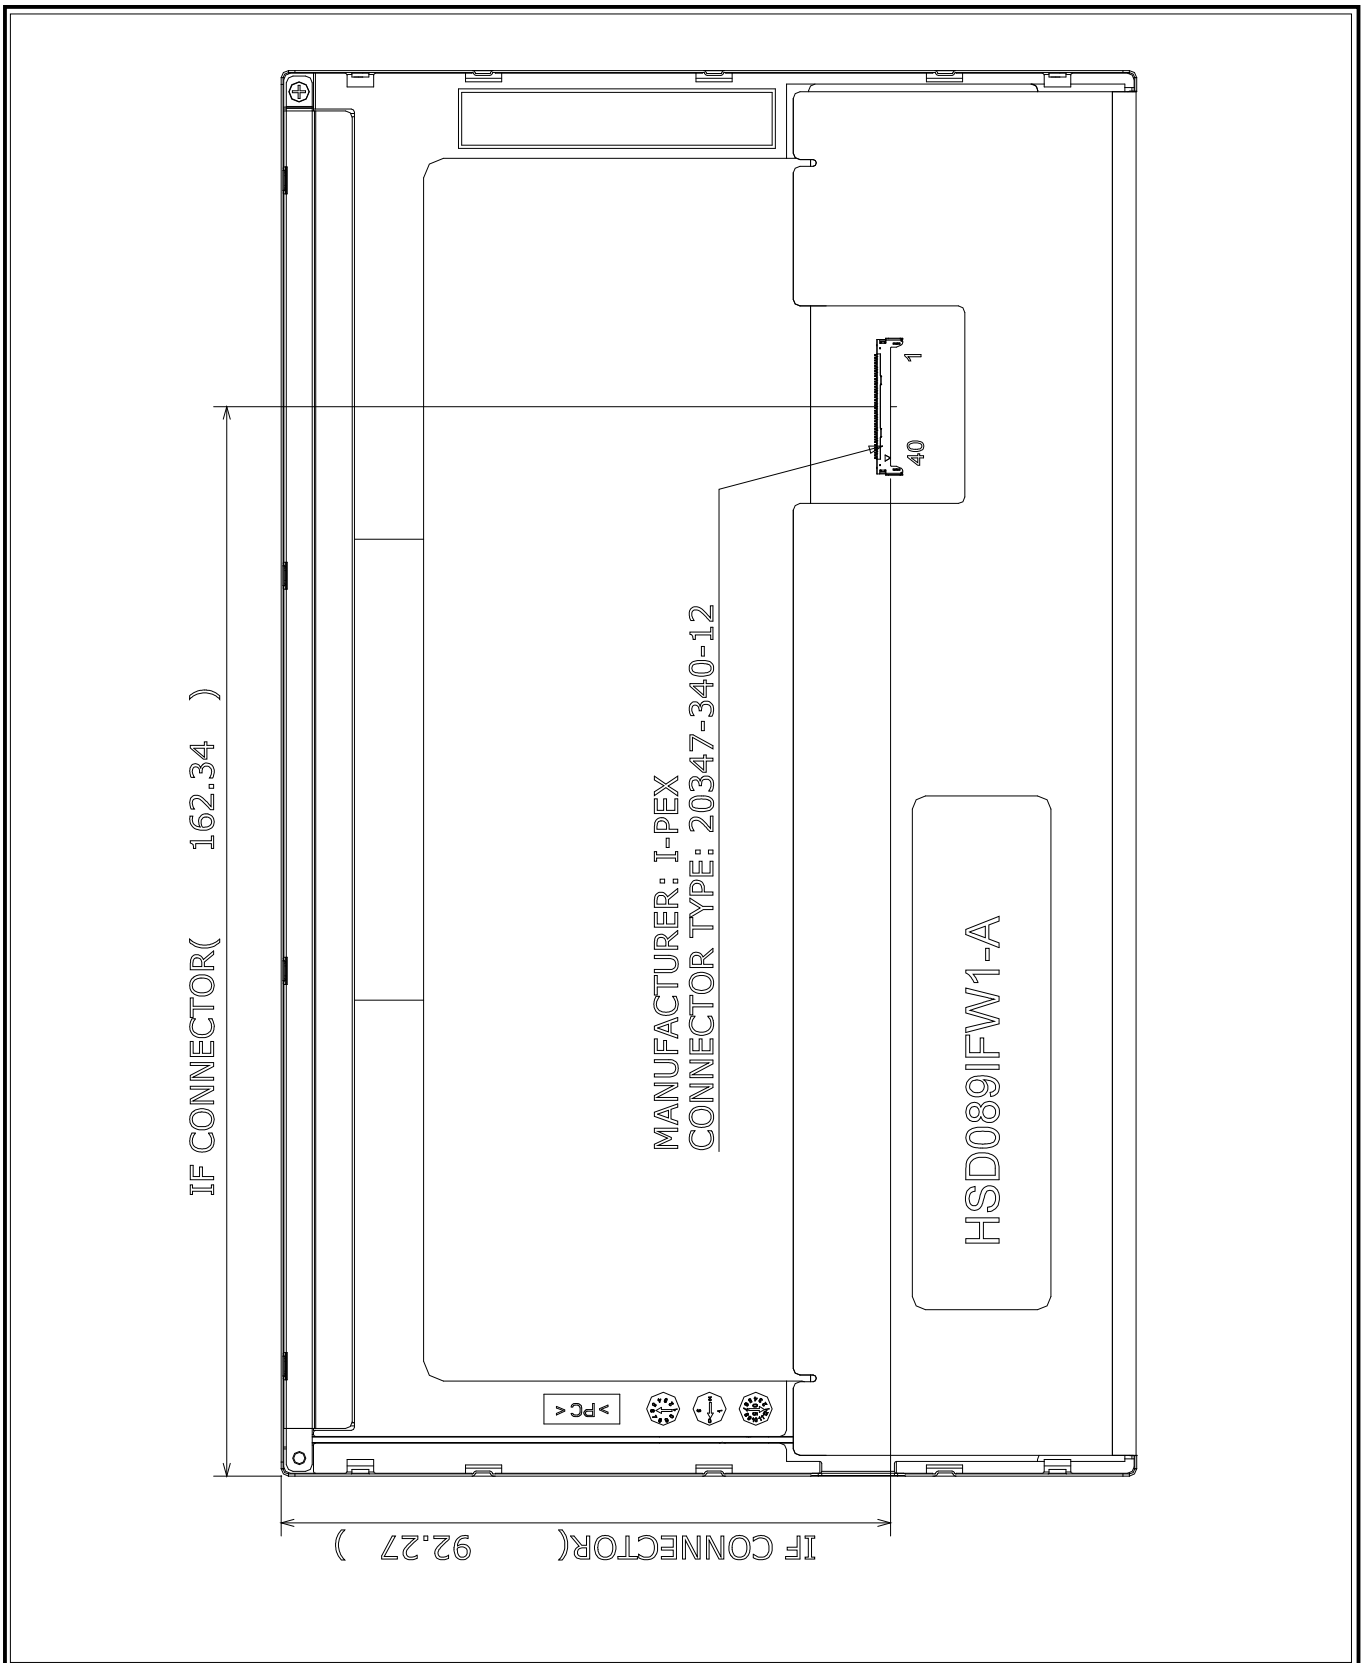 IF CONNECTOR( 162.34 )
MANUFACTURER: I-PEX
CONNECTOR TYPE: 20347-340-12
1
40
HSD089IFW1-A
>PC<
IF CONNECTOR( 92.27 )